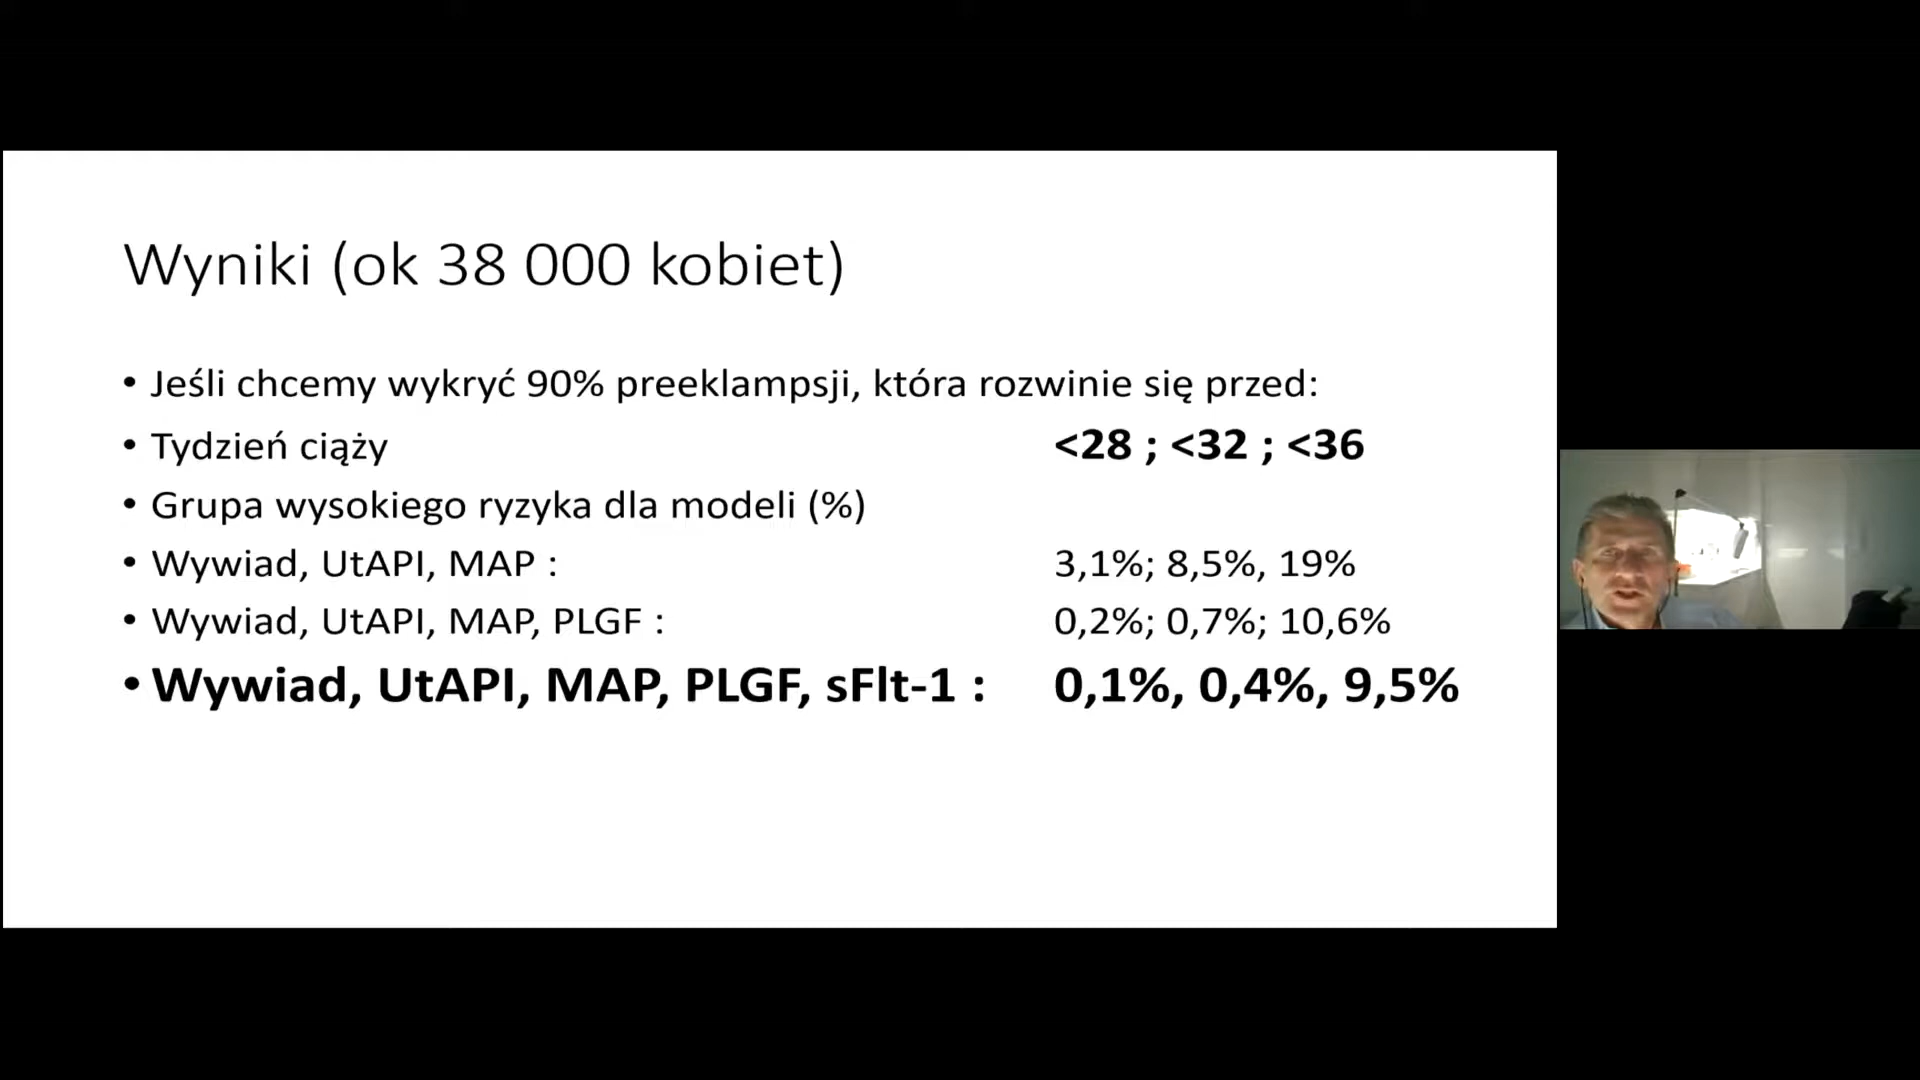 Wyniki (ok 38 000 kobiet)
• Jeśli chcemy wykryć 90% preeklampsji, która rozwinie się przed:
• Tydzień ciąży <28 ; <32 ; <36
• Grupa wysokiego ryzyka dla modeli (%)
• Wywiad, UtAPI, MAP : 3,1%; 8,5%, 19%
• Wywiad, UtAPI, MAP, PLGF : 0,2%; 0,7%; 10,6%
• Wywiad, UtAPI, MAP, PLGF, sFlt-1 : 0,1%, 0,4%, 9,5%